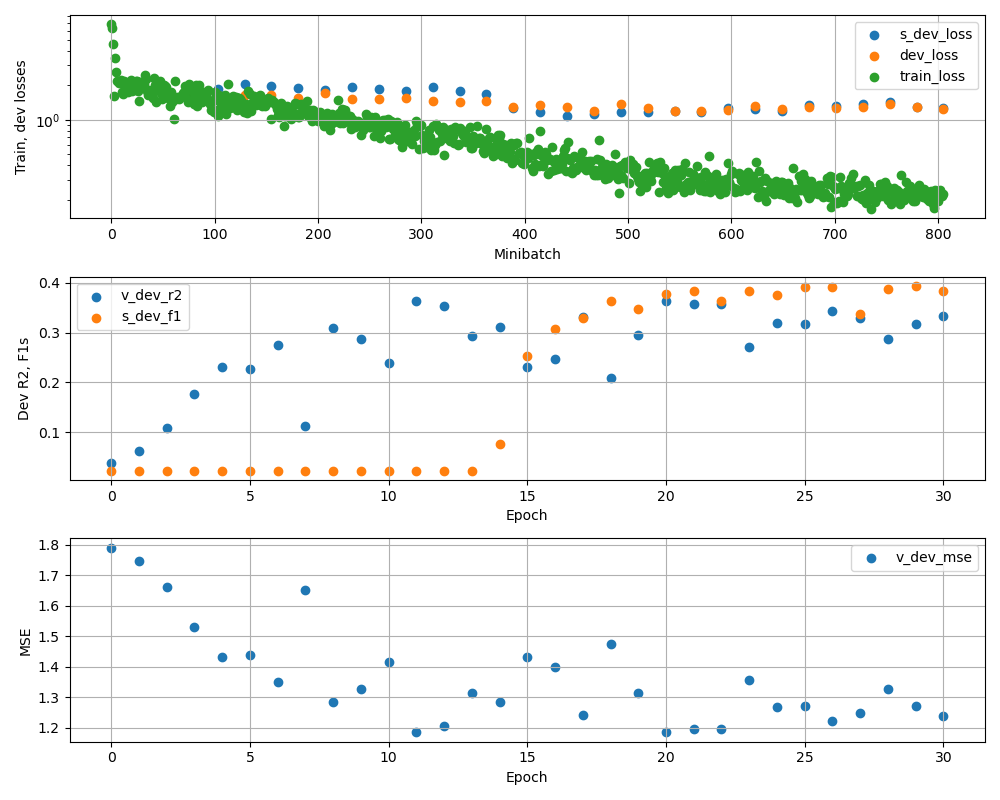 Train, dev losses
10⁰
s_dev_loss
dev_loss
train_loss
0 100 200 300 400 500 600 700 800
Minibatch
Dev R2, F1s
0.4
0.3
0.2
0.1
v_dev_r2
s_dev_f1
0 5 10 15 20 25 30
Epoch
MSE
1.8
1.7
1.6
1.5
1.4
1.3
1.2
v_dev_mse
0 5 10 15 20 25 30
Epoch